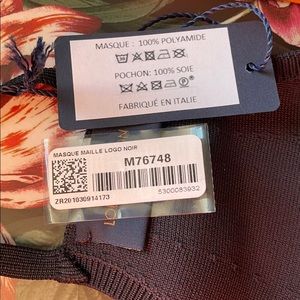 MASQUE : 100% POLYAMIDE
POCHON: 100% SOIE
FABRIQUÉ EN ITALIE
MASQUE MAILLE LOGO NOIR
M76748
5300083932
ZR201030914173